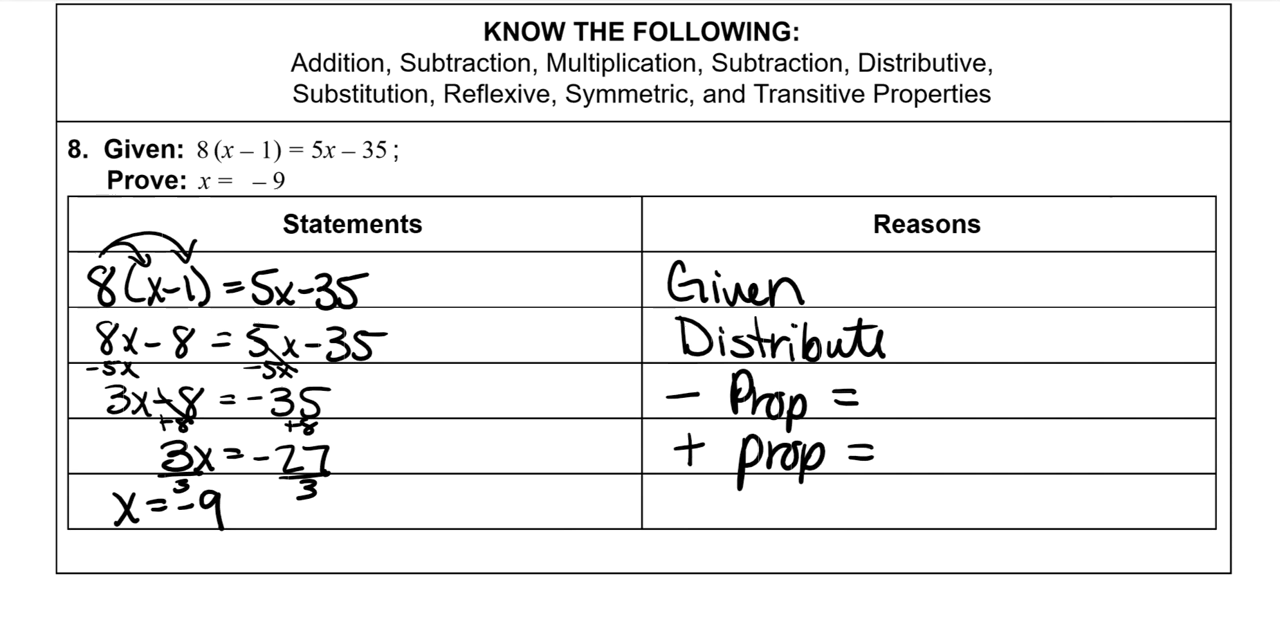 KNOW THE FOLLOWING:
Addition, Subtraction, Multiplication, Subtraction, Distributive,
Substitution, Reflexive, Symmetric, and Transitive Properties
8. Given: 8(x – 1) = 5x – 35 ;
Prove: x = – 9
Statements Reasons
8(x-1) = 5x-35 Given
8x - 8 = 5x - 35 Distribute
-5x -5x
3x - 8 = -35 - Prop =
+8 +8
3x = -27 + prop =
3 3
x = -9